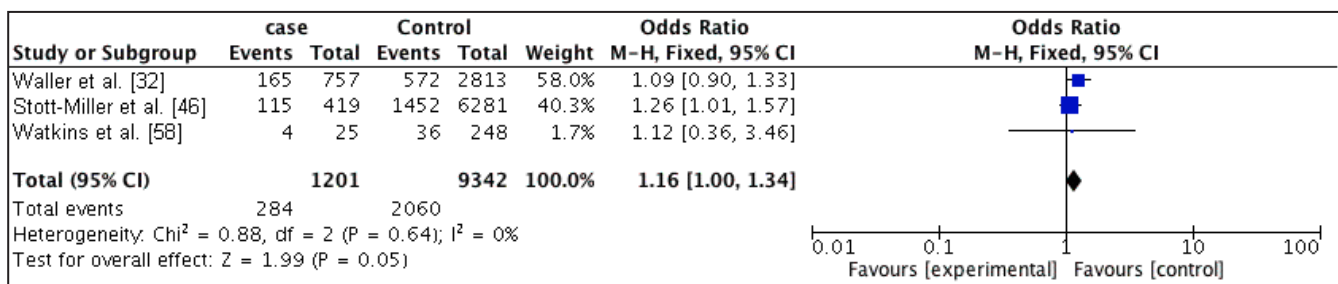 case Control Odds Ratio Odds Ratio
Study or Subgroup Events Total Events Total Weight M-H, Fixed, 95% CI M-H, Fixed, 95% CI
Waller et al. [32] 165 757 572 2813 58.0% 1.09 [0.90, 1.33]
Stott-Miller et al. [46] 115 419 1452 6281 40.3% 1.26 [1.01, 1.57]
Watkins et al. [58] 4 25 36 248 1.7% 1.12 [0.36, 3.46]
Total (95% CI) 1201 9342 100.0% 1.16 [1.00, 1.34]
Total events 284 2060
Heterogeneity: Chi² = 0.88, df = 2 (P = 0.64); I² = 0%
Test for overall effect: Z = 1.99 (P = 0.05)
0.01 0.1 1 10 100
Favours [experimental] Favours [control]